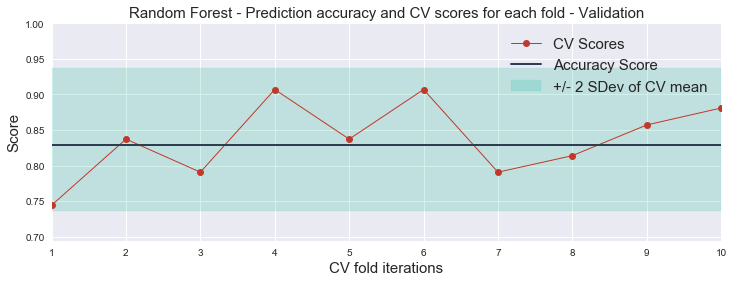 Random Forest - Prediction accuracy and CV scores for each fold - Validation
1.00
0.95
0.90
0.85
0.80
0.75
0.70
Score
CV Scores
Accuracy Score
+/- 2 SDev of CV mean
1 2 3 4 5 6 7 8 9 10
CV fold iterations